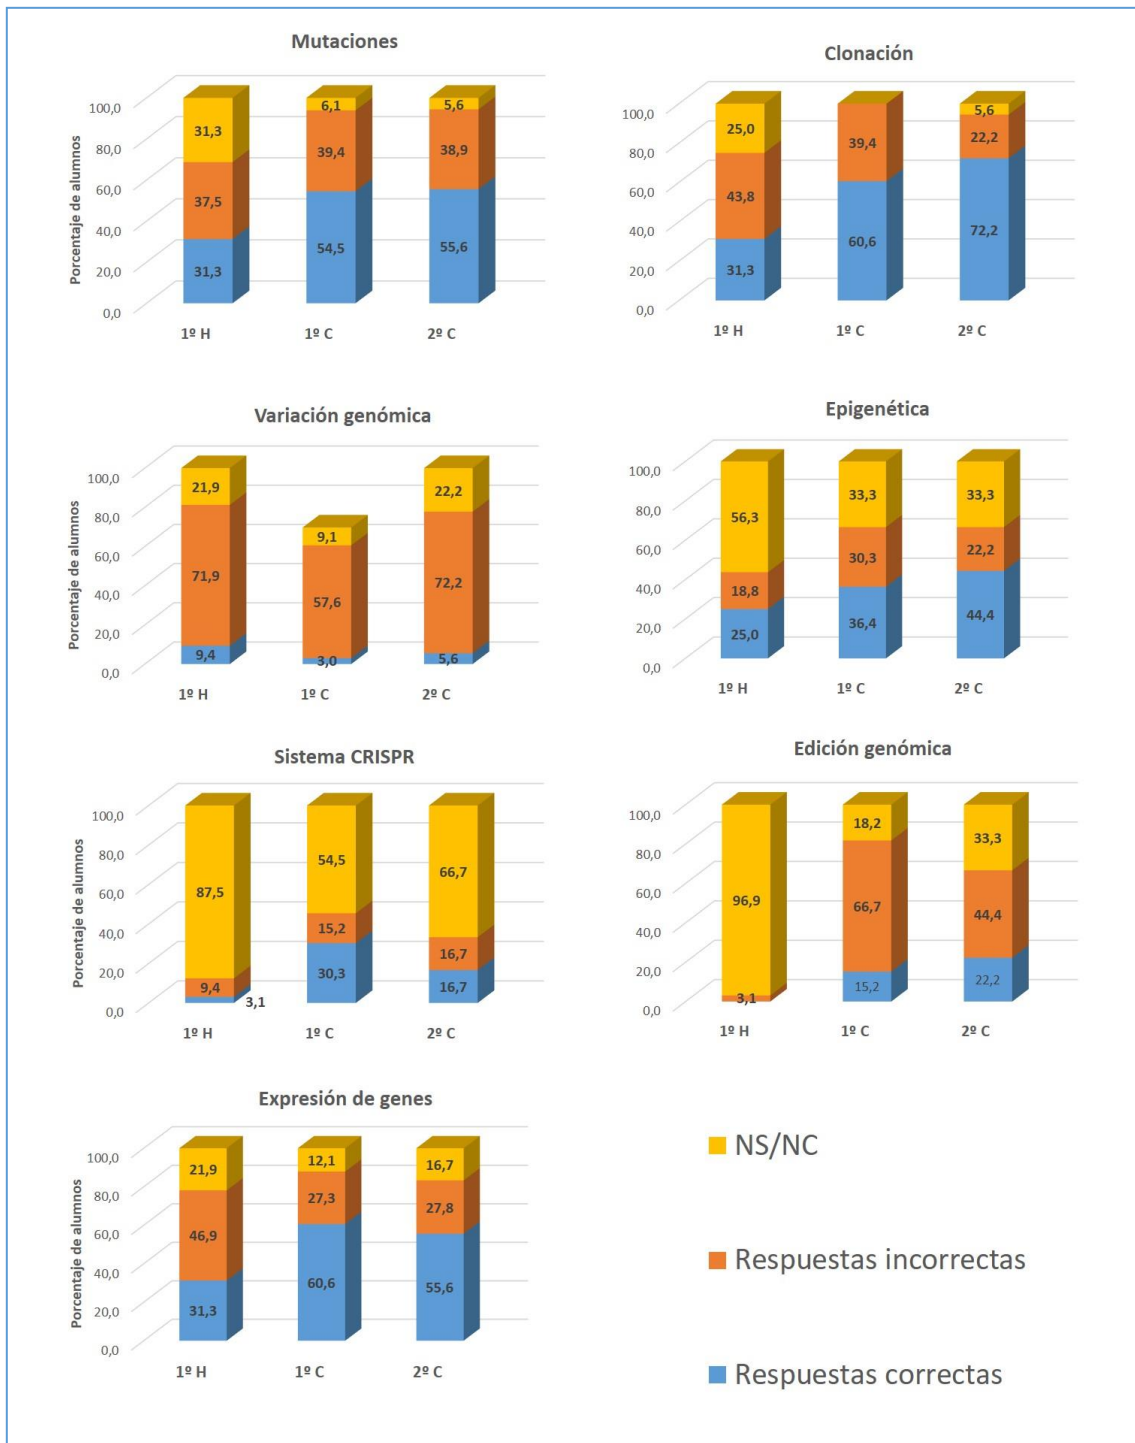 Mutaciones
Porcentaje de alumnos
100,0
80,0
60,0
40,0
20,0
0,0
31,3
37,5
31,3
6,1
39,4
54,5
5,6
38,9
55,6
1º H
1º C
2º C
Clonación
100,0
80,0
60,0
40,0
20,0
0,0
25,0
43,8
31,3
39,4
60,6
5,6
22,2
72,2
1º H
1º C
2º C
Variación genómica
Porcentaje de alumnos
100,0
80,0
60,0
40,0
20,0
0,0
21,9
71,9
9,4
9,1
57,6
3,0
22,2
72,2
5,6
1º H
1º C
2º C
Epigenética
100,0
80,0
60,0
40,0
20,0
0,0
56,3
18,8
25,0
33,3
30,3
36,4
33,3
22,2
44,4
1º H
1º C
2º C
Sistema CRISPR
Porcentaje de alumnos
100,0
80,0
60,0
40,0
20,0
0,0
87,5
9,4
3,1
54,5
15,2
30,3
66,7
16,7
16,7
1º H
1º C
2º C
Edición genómica
100,0
80,0
60,0
40,0
20,0
0,0
96,9
3,1
18,2
66,7
15,2
33,3
44,4
22,2
1º H
1º C
2º C
Expresión de genes
Porcentaje de alumnos
100,0
80,0
60,0
40,0
20,0
0,0
21,9
46,9
31,3
12,1
27,3
60,6
16,7
27,8
55,6
1º H
1º C
2º C
NS/NC
Respuestas incorrectas
Respuestas correctas